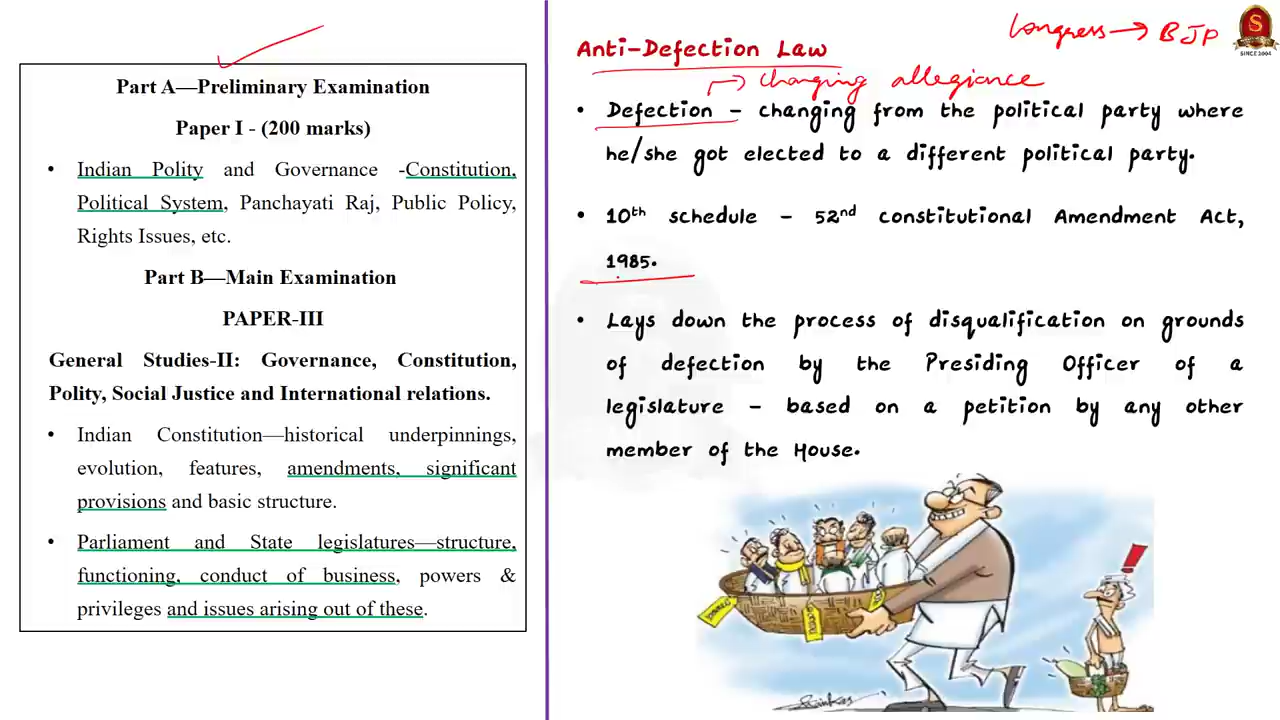 Part A—Preliminary Examination
Paper I - (200 marks)
• Indian Polity and Governance -Constitution,
Political System, Panchayati Raj, Public Policy,
Rights Issues, etc.
Part B—Main Examination
PAPER-III
General Studies-II: Governance, Constitution,
Polity, Social Justice and International relations.
• Indian Constitution—historical underpinnings,
evolution, features, amendments, significant
provisions and basic structure.
• Parliament and State legislatures—structure,
functioning, conduct of business, powers &
privileges and issues arising out of these.
Congress → BJP
S
SINCE 2004
Anti-Defection Law
→ Changing allegiance
• Defection – changing from the political party where
he/she got elected to a different political party.
• 10th schedule – 52nd constitutional Amendment Act,
1985.
• Lays down the process of disqualification on grounds
of defection by the Presiding Officer of a
legislature – based on a petition by any other
member of the House.